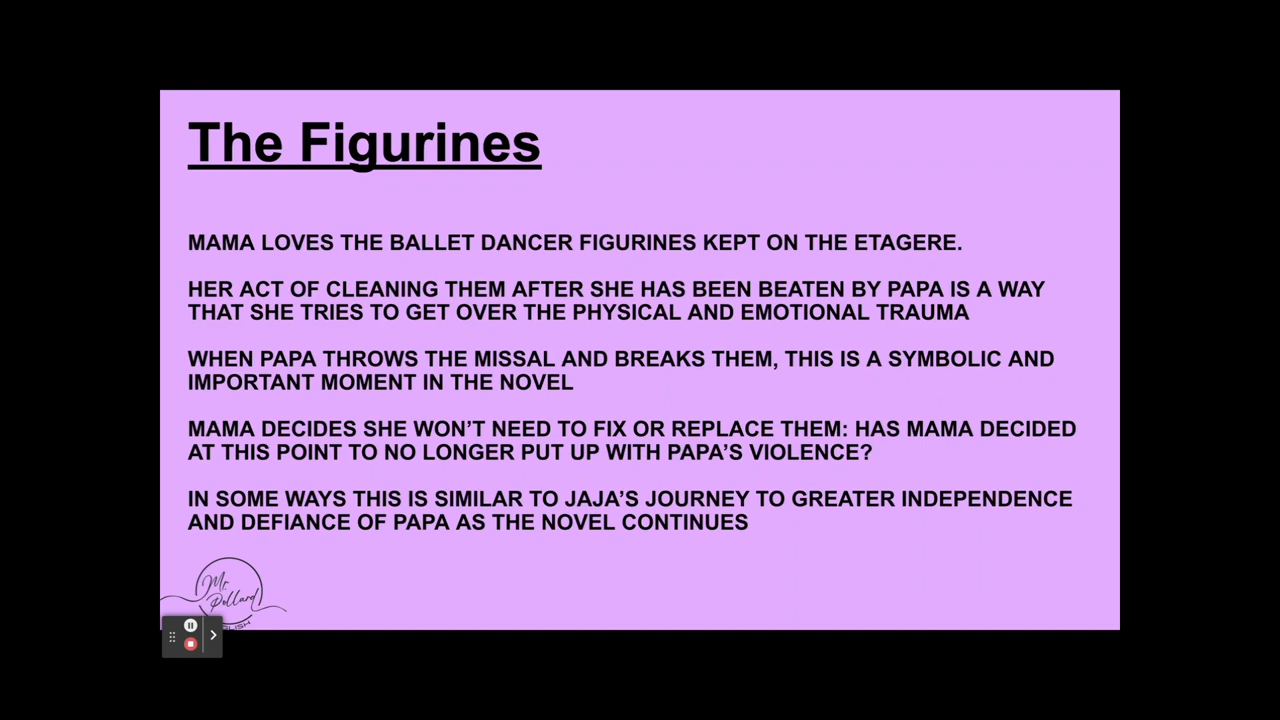 The Figurines
MAMA LOVES THE BALLET DANCER FIGURINES KEPT ON THE ETAGERE.
HER ACT OF CLEANING THEM AFTER SHE HAS BEEN BEATEN BY PAPA IS A WAY
THAT SHE TRIES TO GET OVER THE PHYSICAL AND EMOTIONAL TRAUMA
WHEN PAPA THROWS THE MISSAL AND BREAKS THEM, THIS IS A SYMBOLIC AND
IMPORTANT MOMENT IN THE NOVEL
MAMA DECIDES SHE WON’T NEED TO FIX OR REPLACE THEM: HAS MAMA DECIDED
AT THIS POINT TO NO LONGER PUT UP WITH PAPA’S VIOLENCE?
IN SOME WAYS THIS IS SIMILAR TO JAJA’S JOURNEY TO GREATER INDEPENDENCE
AND DEFIANCE OF PAPA AS THE NOVEL CONTINUES
Mr.
Pollard